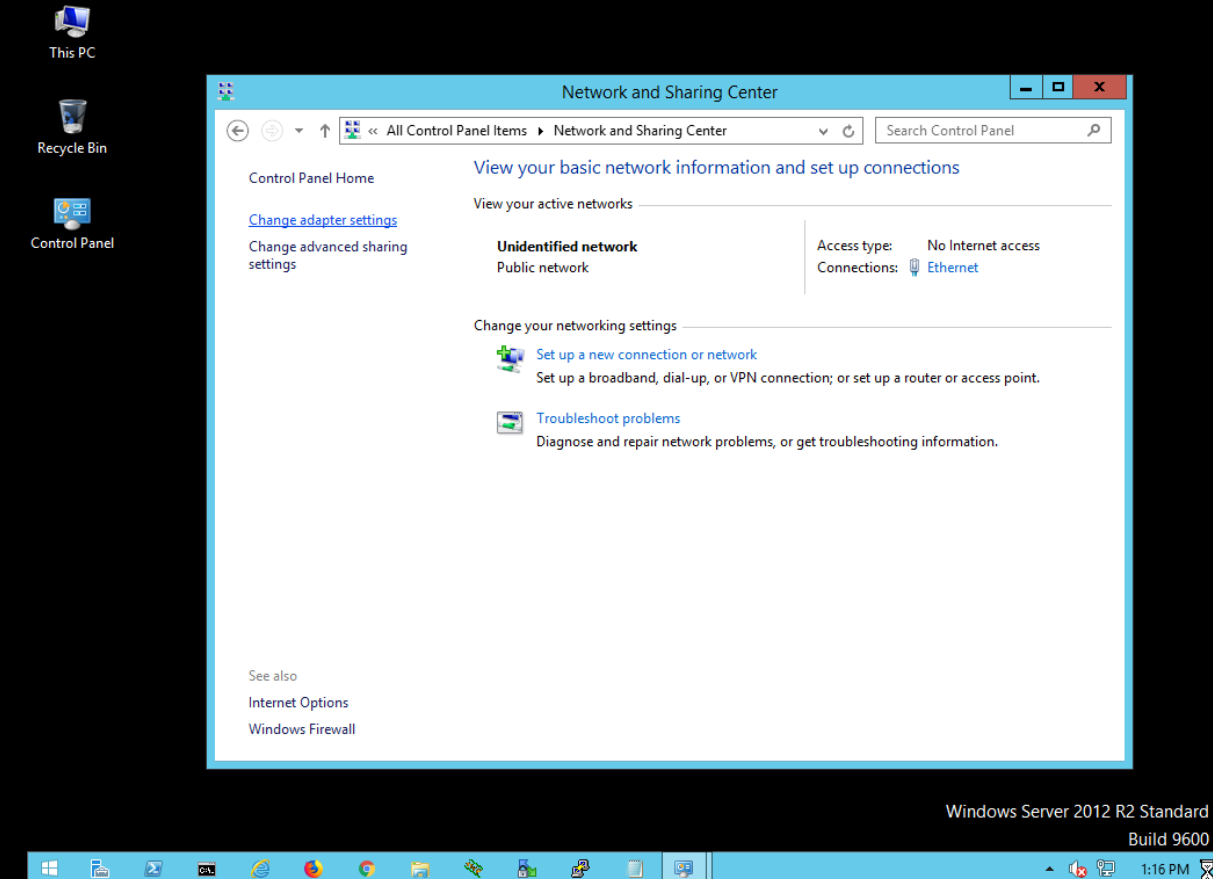 This PC
Recycle Bin
Control Panel
Network and Sharing Center
« All Control Panel Items Network and Sharing Center
Search Control Panel
Control Panel Home
Change adapter settings
Change advanced sharing
settings
View your basic network information and set up connections
View your active networks
Unidentified network
Public network
Access type: No Internet access
Connections: Ethernet
Change your networking settings
Set up a new connection or network
Set up a broadband, dial-up, or VPN connection; or set up a router or access point.
Troubleshoot problems
Diagnose and repair network problems, or get troubleshooting information.
See also
Internet Options
Windows Firewall
Windows Server 2012 R2 Standard
Build 9600
1:16 PM